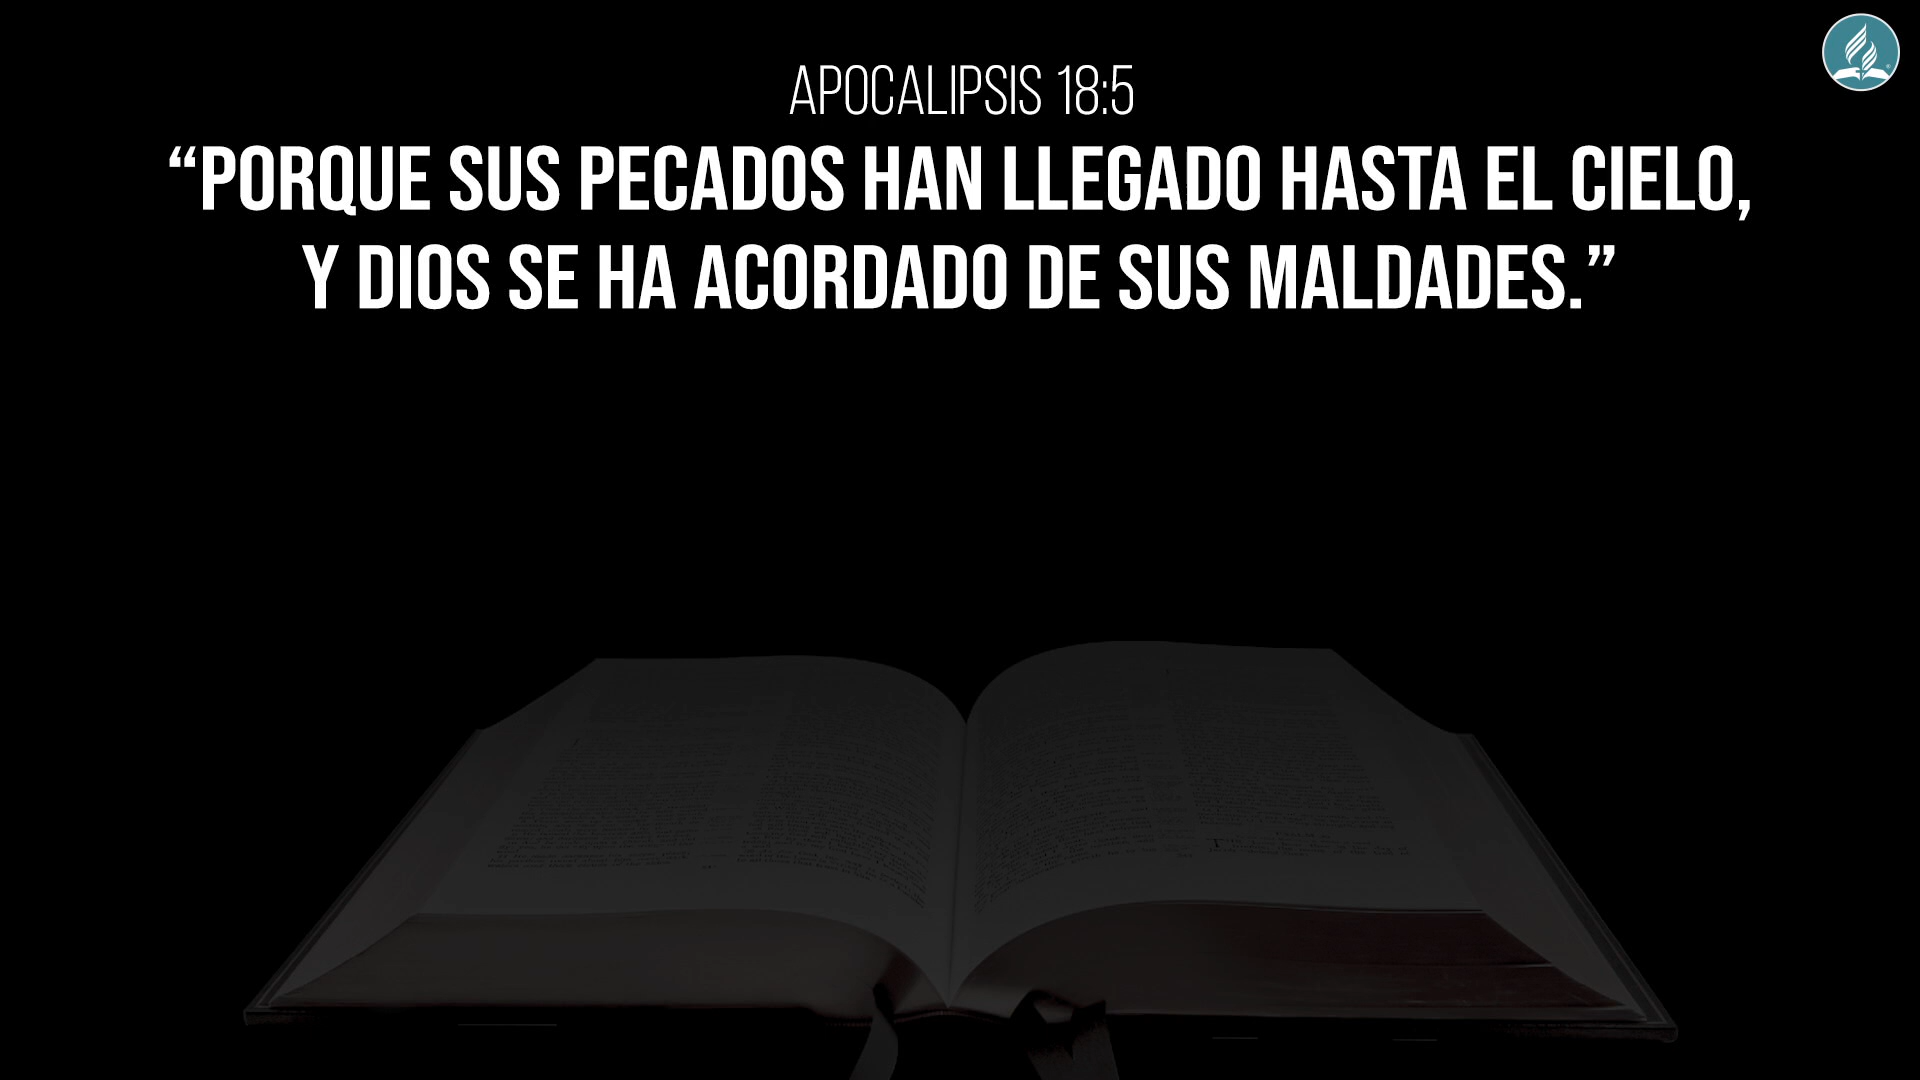 APOCALIPSIS 18:5
“PORQUE SUS PECADOS HAN LLEGADO HASTA EL CIELO,
Y DIOS SE HA ACORDADO DE SUS MALDADES.”